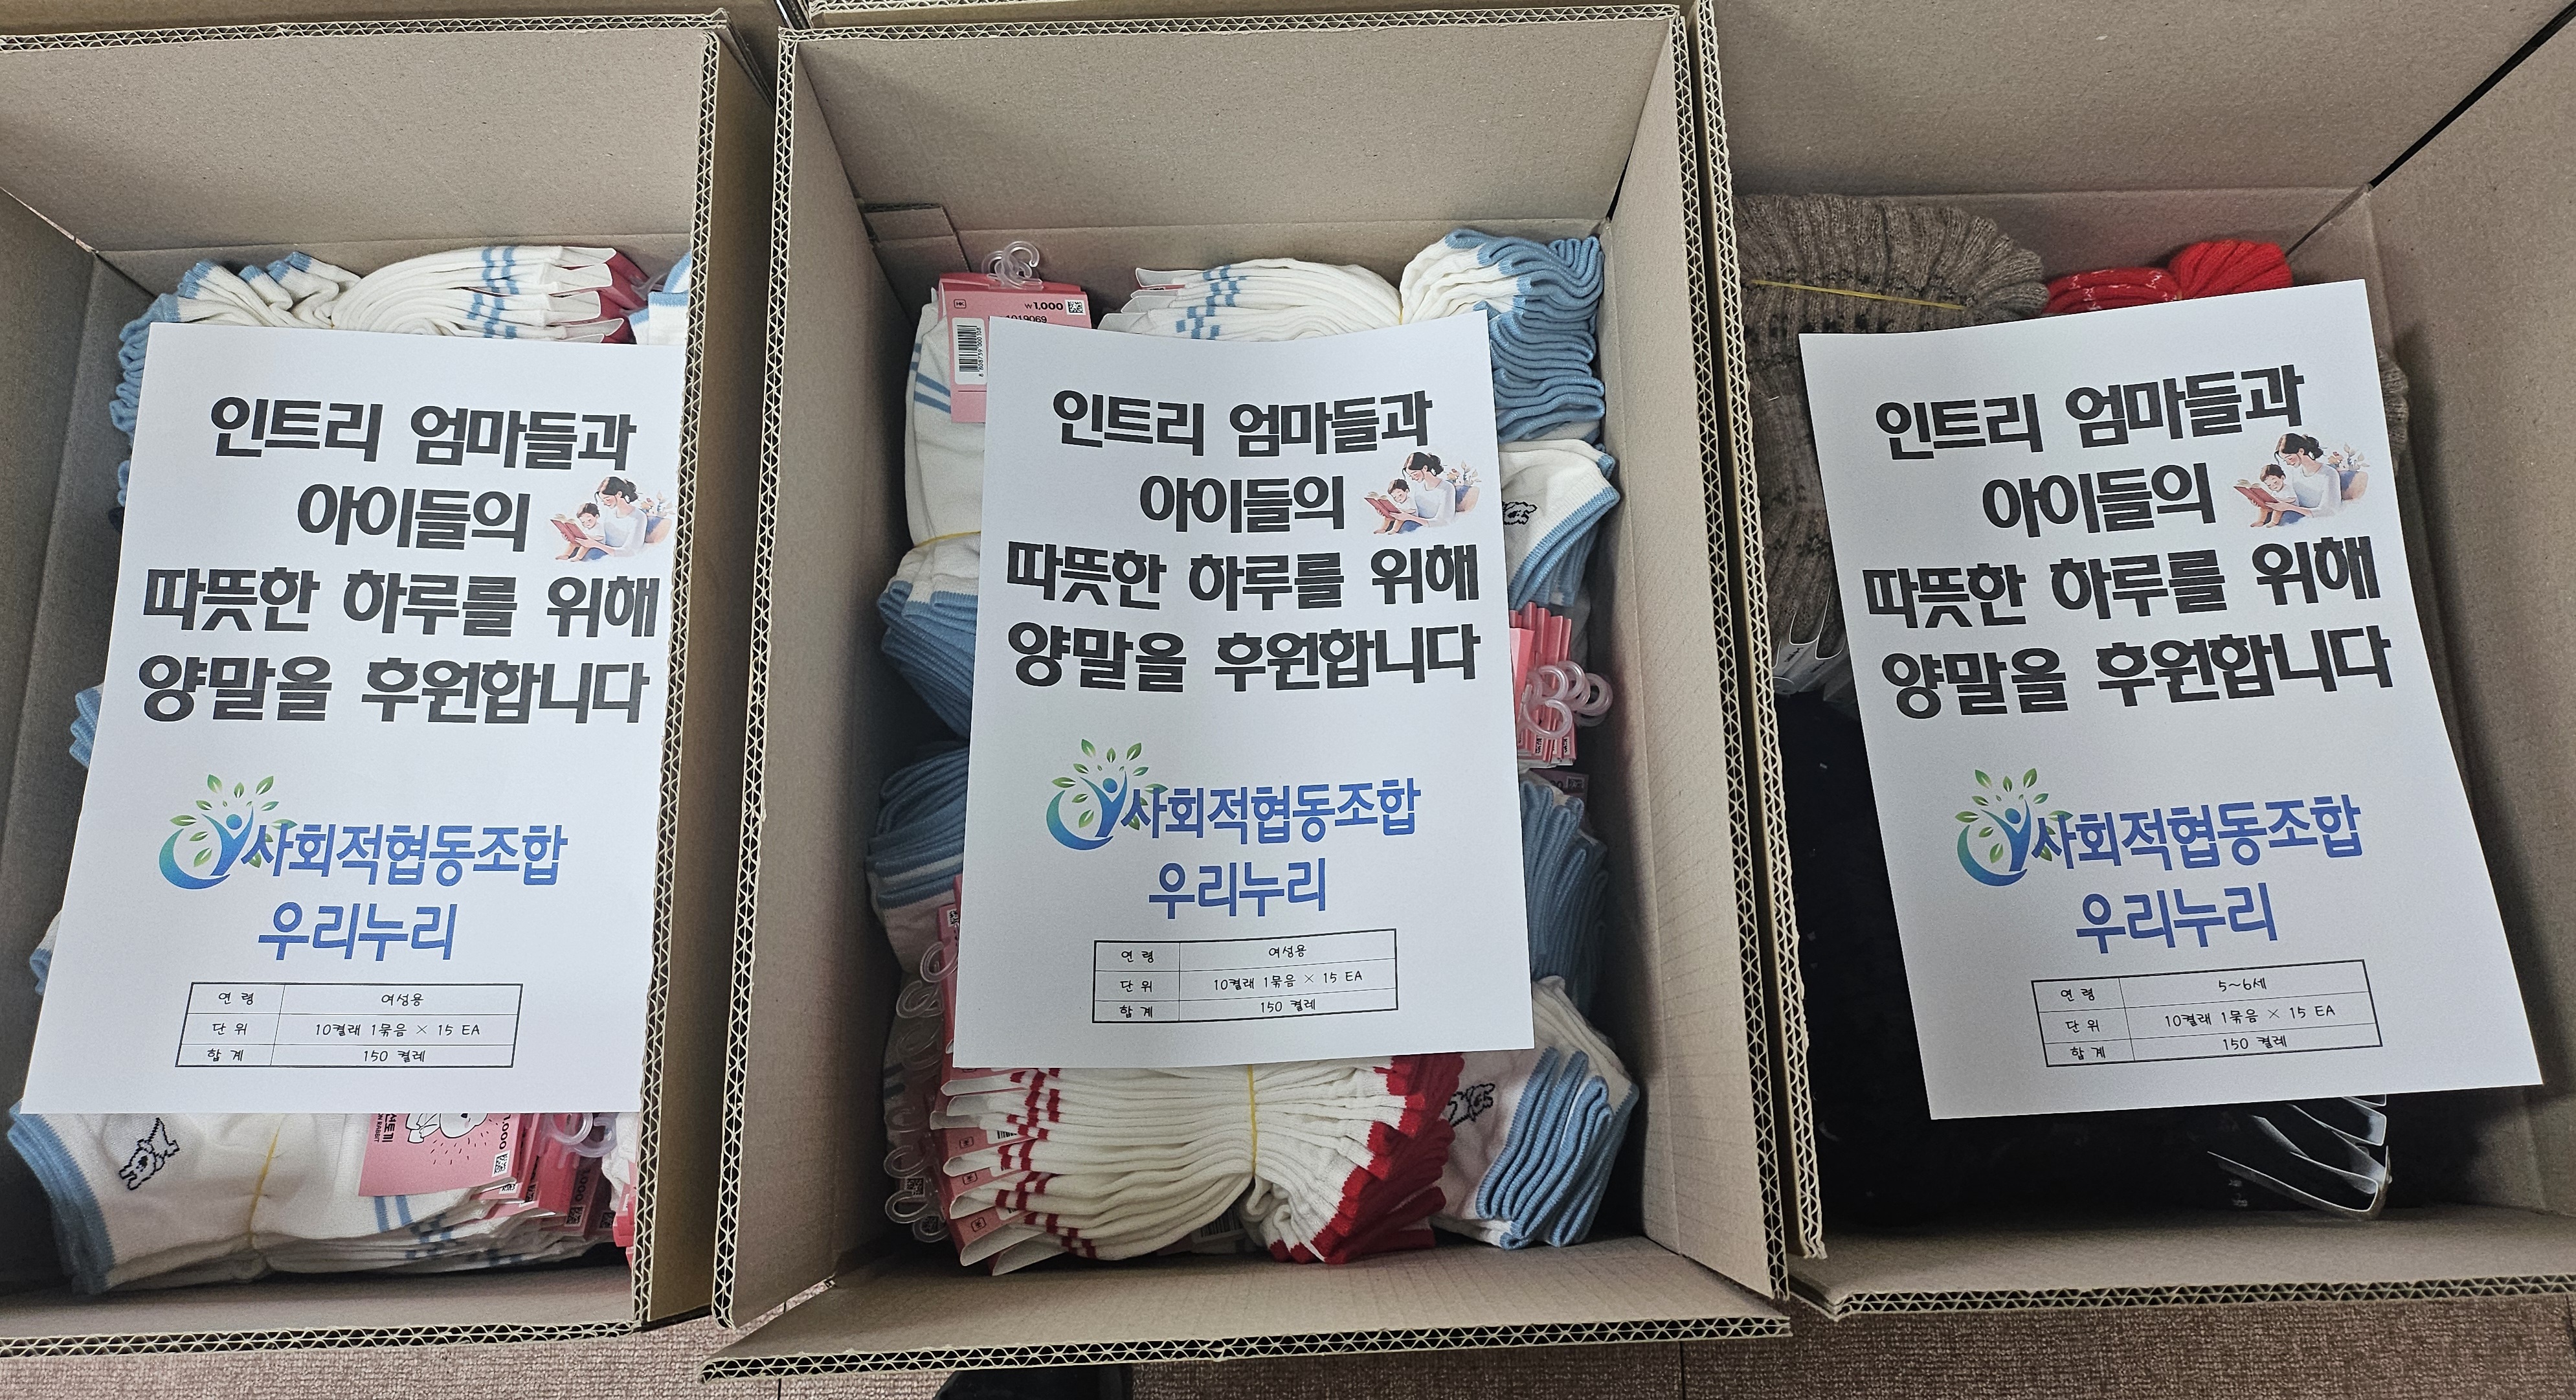 인트리 엄마들과
아이들의
따뜻한 하루를 위해
양말을 후원합니다
사회적협동조합
우리누리
연 령 여성용
단 위 10켤래 1묶음 × 15 EA
합 계 150 켤레
₩1,000
1019069
인트리 엄마들과
아이들의
따뜻한 하루를 위해
양말을 후원합니다
사회적협동조합
우리누리
연 령 여성용
단 위 10켤래 1묶음 × 15 EA
합 계 150 켤레
인트리 엄마들과
아이들의
따뜻한 하루를 위해
양말을 후원합니다
사회적협동조합
우리누리
연 령 5~6세
단 위 10켤래 1묶음 × 15 EA
합 계 150 켤레